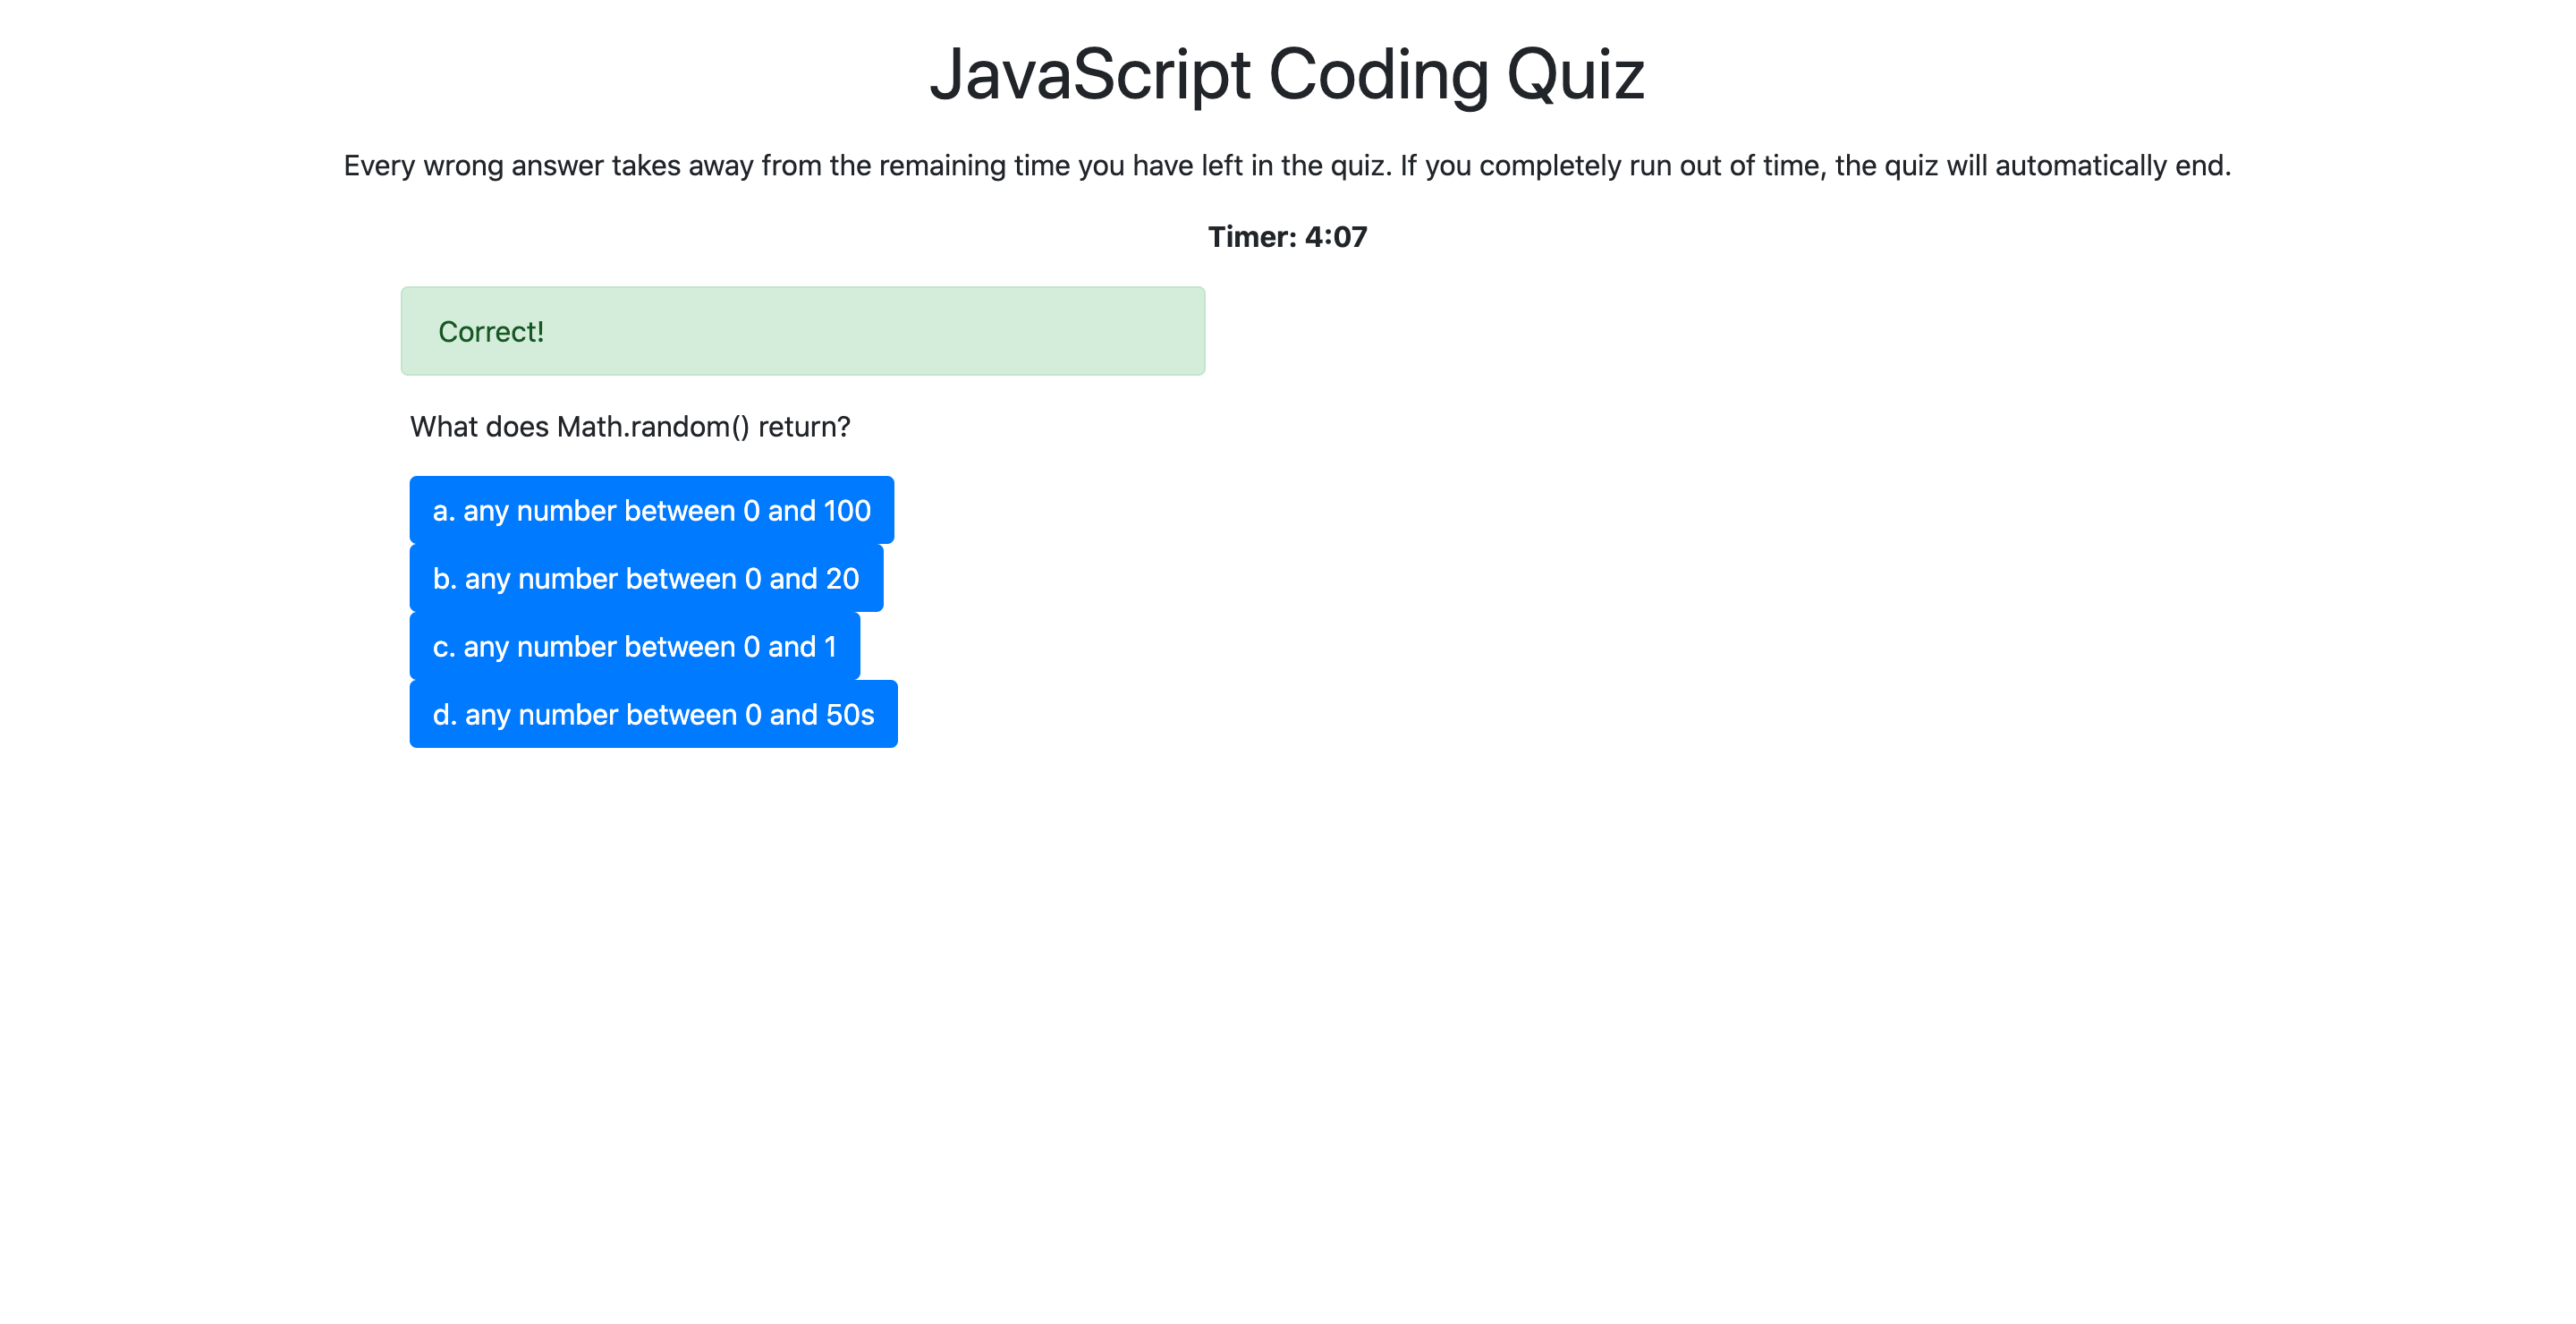 JavaScript Coding Quiz
Every wrong answer takes away from the remaining time you have left in the quiz. If you completely run out of time, the quiz will automatically end.
Timer: 4:07
Correct!
What does Math.random() return?
a. any number between 0 and 100
b. any number between 0 and 20
c. any number between 0 and 1
d. any number between 0 and 50s